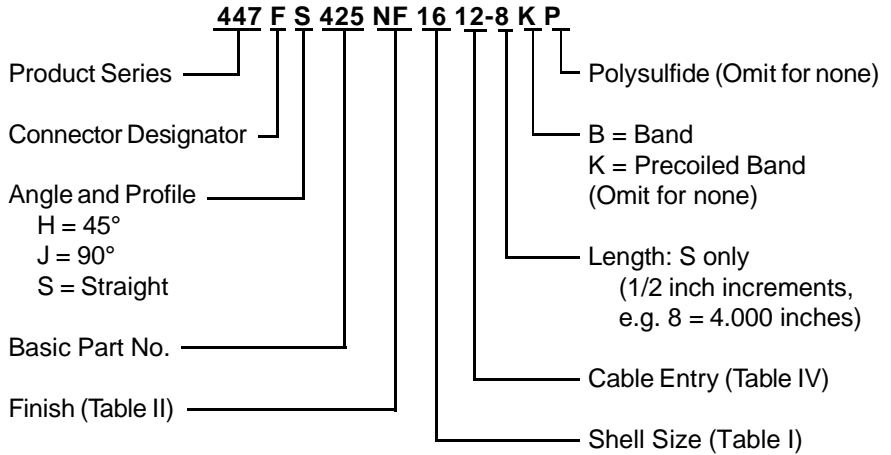 447 F S 425 NF 16 12-8 K P
Product Series
Connector Designator
Angle and Profile
H = 45°
J = 90°
S = Straight
Basic Part No.
Finish (Table II)
Polysulfide (Omit for none)
B = Band
K = Precoiled Band
(Omit for none)
Length: S only
(1/2 inch increments,
e.g. 8 = 4.000 inches)
Cable Entry (Table IV)
Shell Size (Table I)